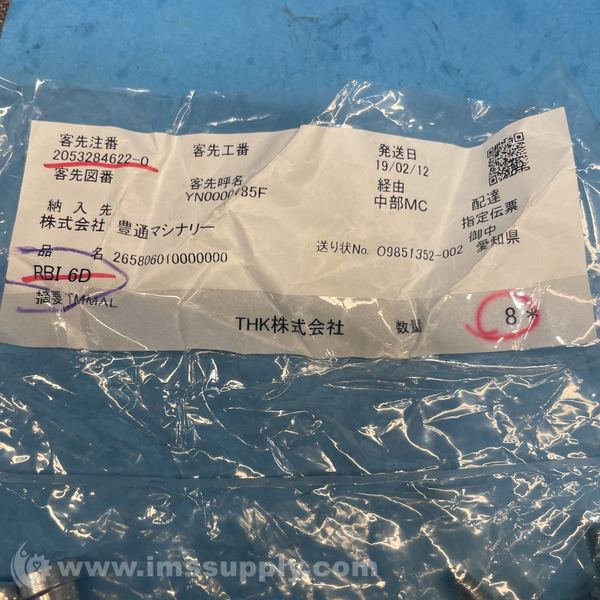 客先注番
2053284622-0
客先図番
客先工番
発送日
19/02/12
客先呼名
経由
中部MC
納入先
株式会社 豊通マシナリー
配達
指定伝票
御中
愛知県
品名 265806010000000
送り状No. 09851352-002
RBI 6D
摘要 TMMAL
THK株式会社 数量 8*
www.imssupply.com